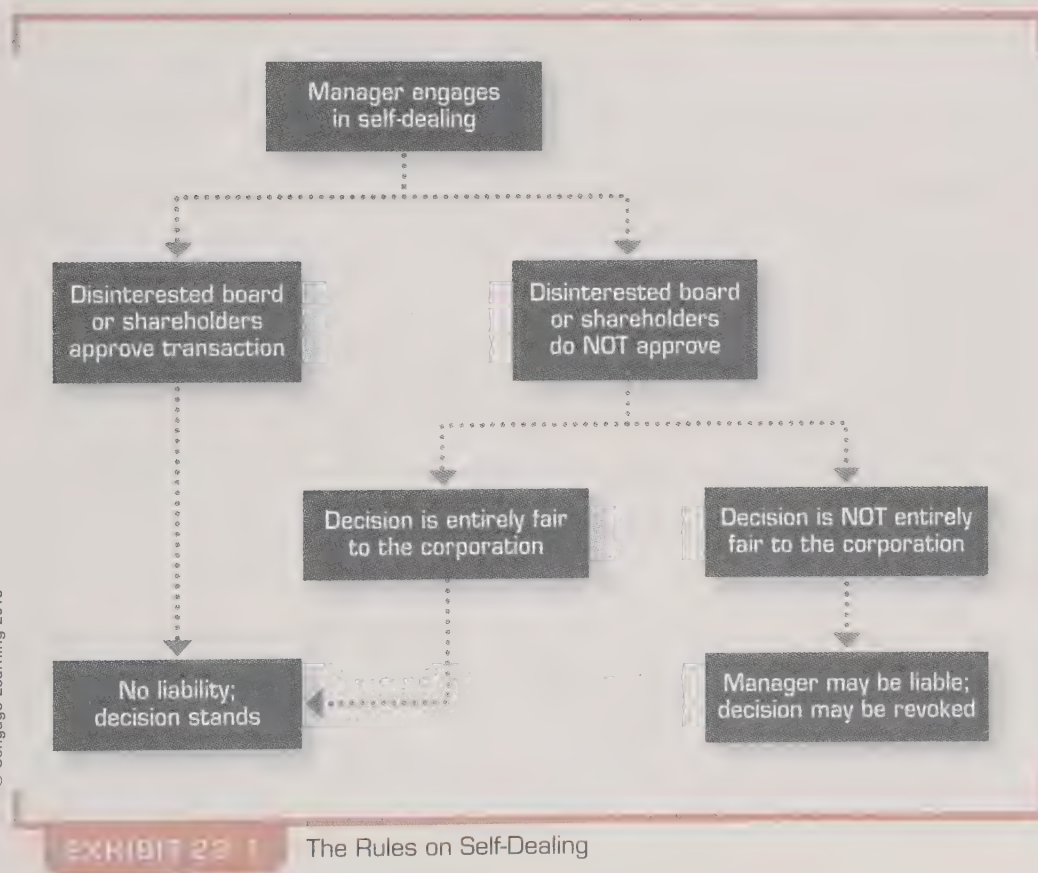 Manager engages
in self-dealing
Disinterested board
or shareholders
approve transaction
Disinterested board
or shareholders
do NOT approve
Decision is entirely fair
to the corporation
Decision is NOT entirely
fair to the corporation
No liability;
decision stands
Manager may be liable;
decision may be revoked
Learning
EXHIBIT
The Rules on Self-Dealing